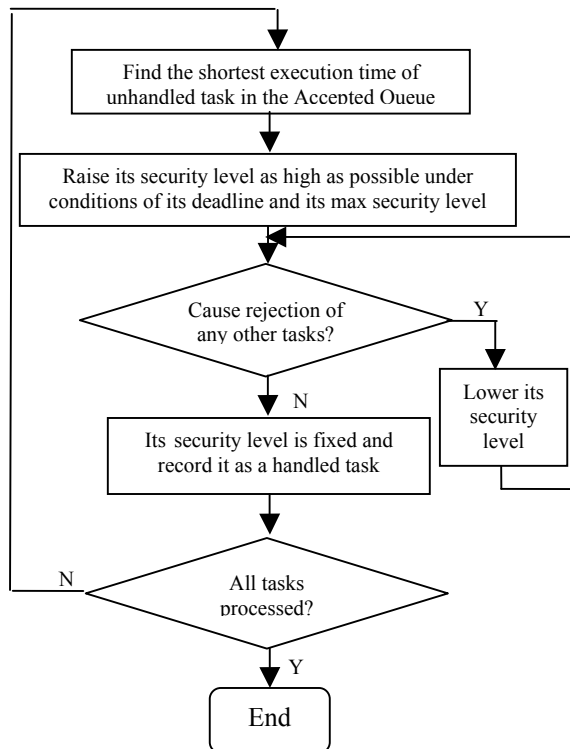 Find the shortest execution time of
unhandled task in the Accepted Queue
Raise its security level as high as possible under
conditions of its deadline and its max security level
Cause rejection of
any other tasks?
Y
Lower its
security
level
N
Its security level is fixed and
record it as a handled task
All tasks
processed?
N
Y
End